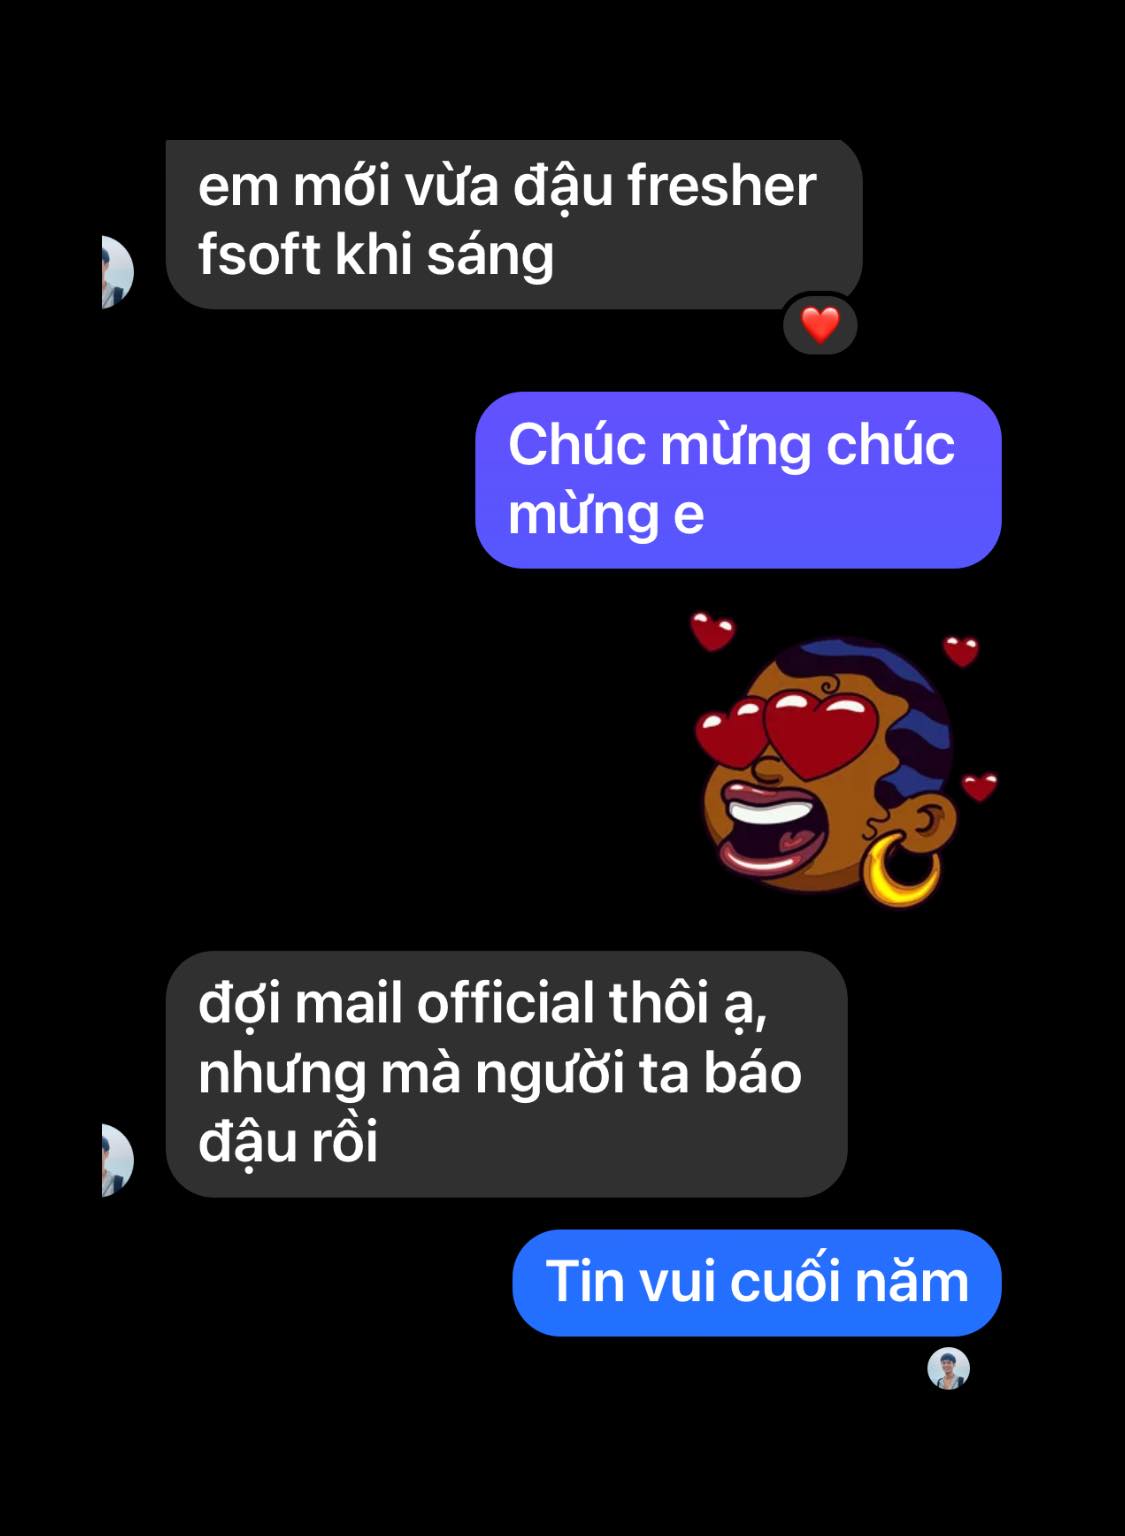 em mới vừa đậu fresher
fsoft khi sáng
Chúc mừng chúc
mừng e
đợi mail official thôi ạ,
nhưng mà người ta báo
đậu rồi
Tin vui cuối năm